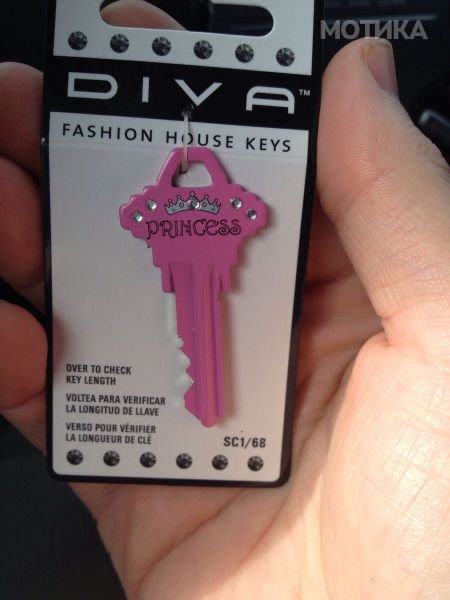 МОТИКА
DIVA™
FASHION HOUSE KEYS
PRINCESS
OVER TO CHECK
KEY LENGTH
VOLTEA PARA VERIFICAR
LA LONGITUD DE LLAVE
VERSO POUR VÉRIFIER
LA LONGUEUR DE CLÉ
SC1/68